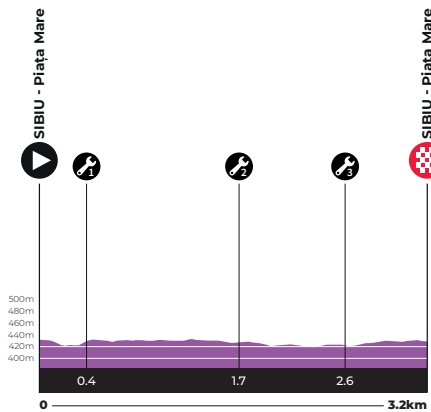 SIBIU - Piața Mare
SIBIU - Piața Mare
1
2
3
500m
480m
460m
440m
420m
400m
0.4
1.7
2.6
0
3.2km